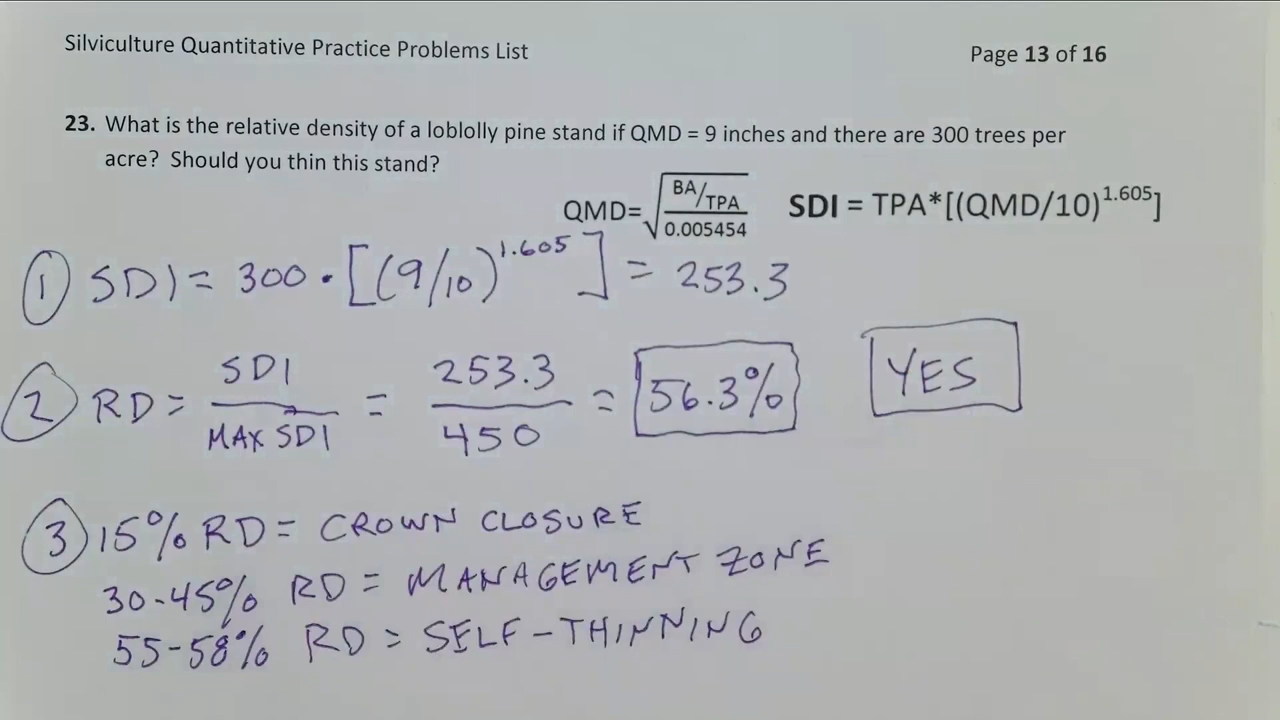 Silviculture Quantitative Practice Problems List Page 13 of 16
23. What is the relative density of a loblolly pine stand if QMD = 9 inches and there are 300 trees per
acre? Should you thin this stand?
QMD=√((BA/TPA)/0.005454) SDI = TPA*[(QMD/10)^1.605]
① SDI = 300 · [(9/10)^1.605] = 253.3
② RD = SDI/MAX SDI = 253.3/450 = 56.3% YES
③ 15% RD = CROWN CLOSURE
30-45% RD = MANAGEMENT ZONE
55-58% RD = SELF-THINNING